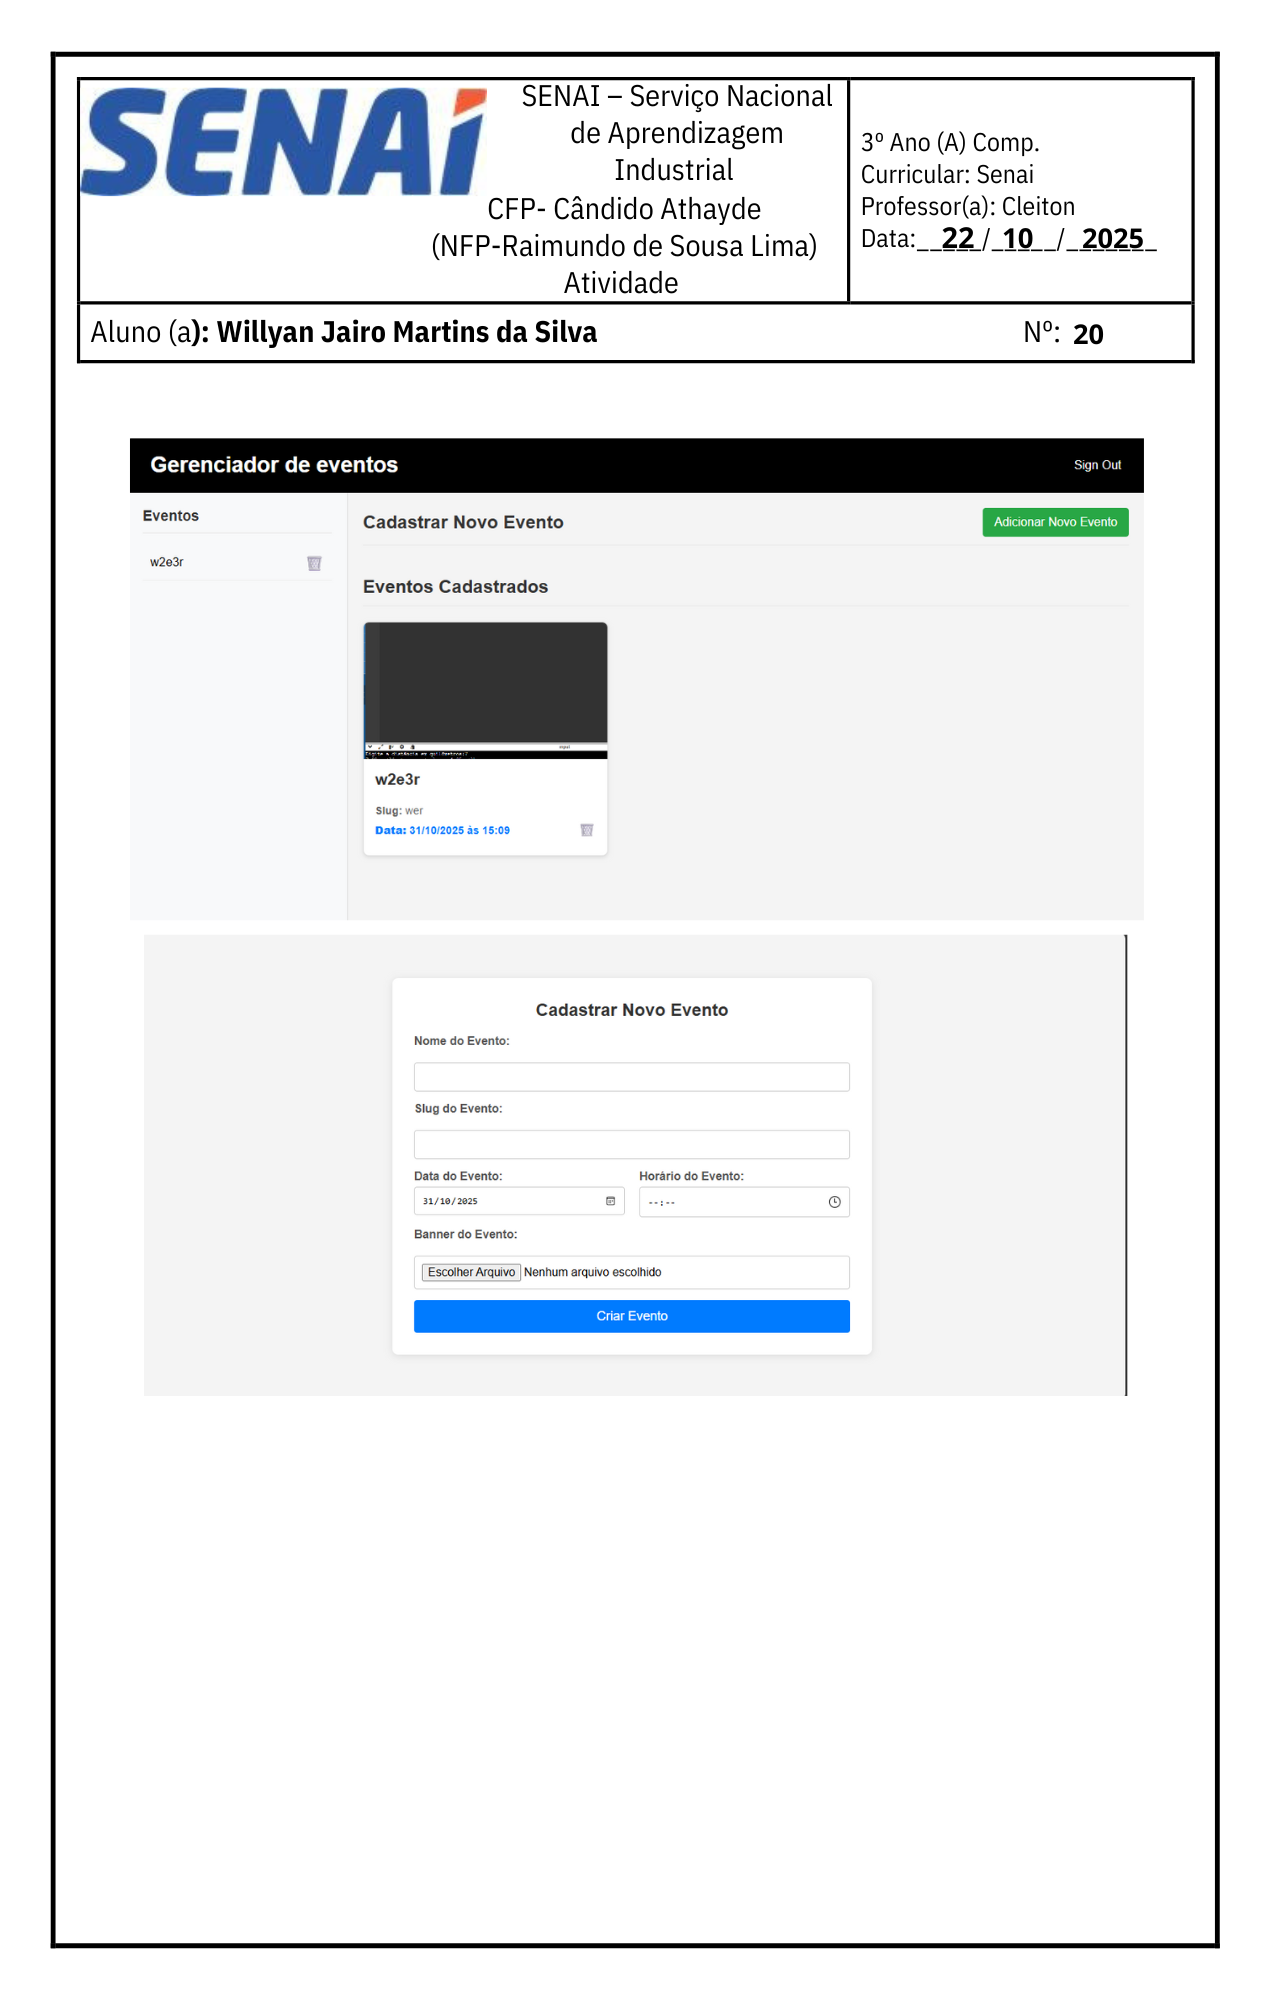 SENAI
SENAI – Serviço Nacional
de Aprendizagem
Industrial
CFP- Cândido Athayde
(NFP-Raimundo de Sousa Lima)
Atividade
3º Ano (A) Comp.
Curricular: Senai
Professor(a): Cleiton
Data:__22_/_10__/_2025_
Aluno (a): Willyan Jairo Martins da Silva Nº: 20
Gerenciador de eventos
Sign Out
Eventos
w2e3r
Cadastrar Novo Evento
Adicionar Novo Evento
Eventos Cadastrados
w2e3r
Slug: wer
Data: 31/10/2025 às 15:09
Cadastrar Novo Evento
Nome do Evento:
Slug do Evento:
Data do Evento: Horário do Evento:
31/10/2025 --:--
Banner do Evento:
Escolher Arquivo Nenhum arquivo escolhido
Criar Evento